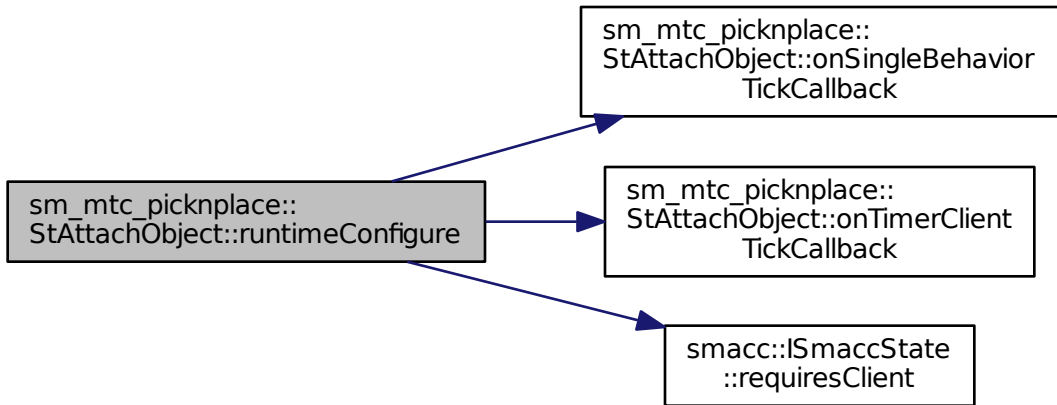 sm_mtc_picknplace::
StAttachObject::runtimeConfigure
sm_mtc_picknplace::
StAttachObject::onSingleBehavior
TickCallback
sm_mtc_picknplace::
StAttachObject::onTimerClient
TickCallback
smacc::ISmaccState
::requiresClient